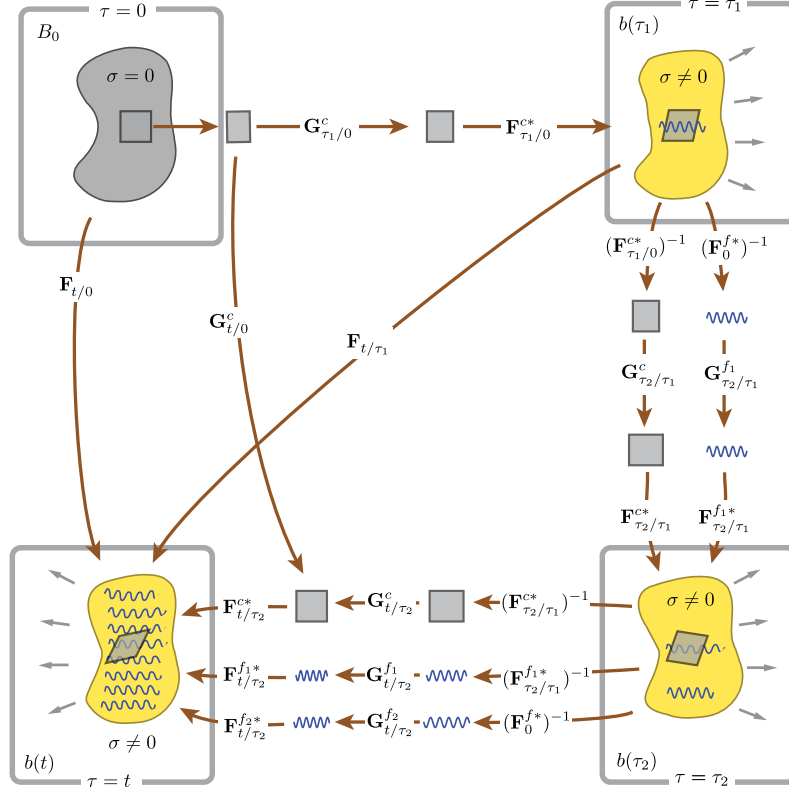 τ = 0
B₀
σ = 0
G^c_{τ₁/0}
F^{c*}_{τ₁/0}
τ = τ₁
b(τ₁)
σ ≠ 0
F_{t/0}
G^c_{t/0}
F_{t/τ₁}
(F^{c*}_{τ₁/0})^{-1}
(F^{f*}_0)^{-1}
G^c_{τ₂/τ₁}
G^{f₁}_{τ₂/τ₁}
F^{c*}_{τ₂/τ₁}
F^{f₁*}_{τ₂/τ₁}
F^{c*}_{t/τ₂}
G^c_{t/τ₂}
(F^{c*}_{τ₂/τ₁})^{-1}
σ ≠ 0
F^{f₁*}_{t/τ₂}
G^{f₁}_{t/τ₂}
(F^{f₁*}_{τ₂/τ₁})^{-1}
F^{f₂*}_{t/τ₂}
G^{f₂}_{t/τ₂}
(F^{f*}_0)^{-1}
σ ≠ 0
b(t)
τ = t
b(τ₂)
τ = τ₂